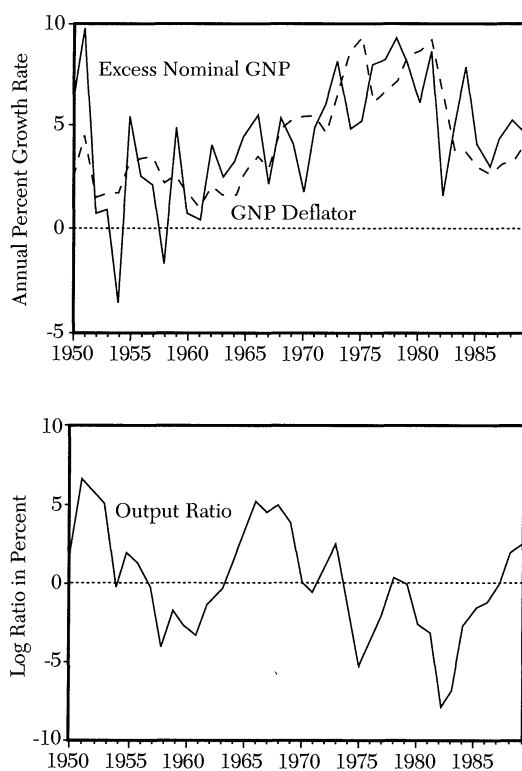 Annual Percent Growth Rate
10
5
0
-5
Excess Nominal GNP
GNP Deflator
1950 1955 1960 1965 1970 1975 1980 1985
Log Ratio in Percent
10
5
0
-5
-10
Output Ratio
1950 1955 1960 1965 1970 1975 1980 1985